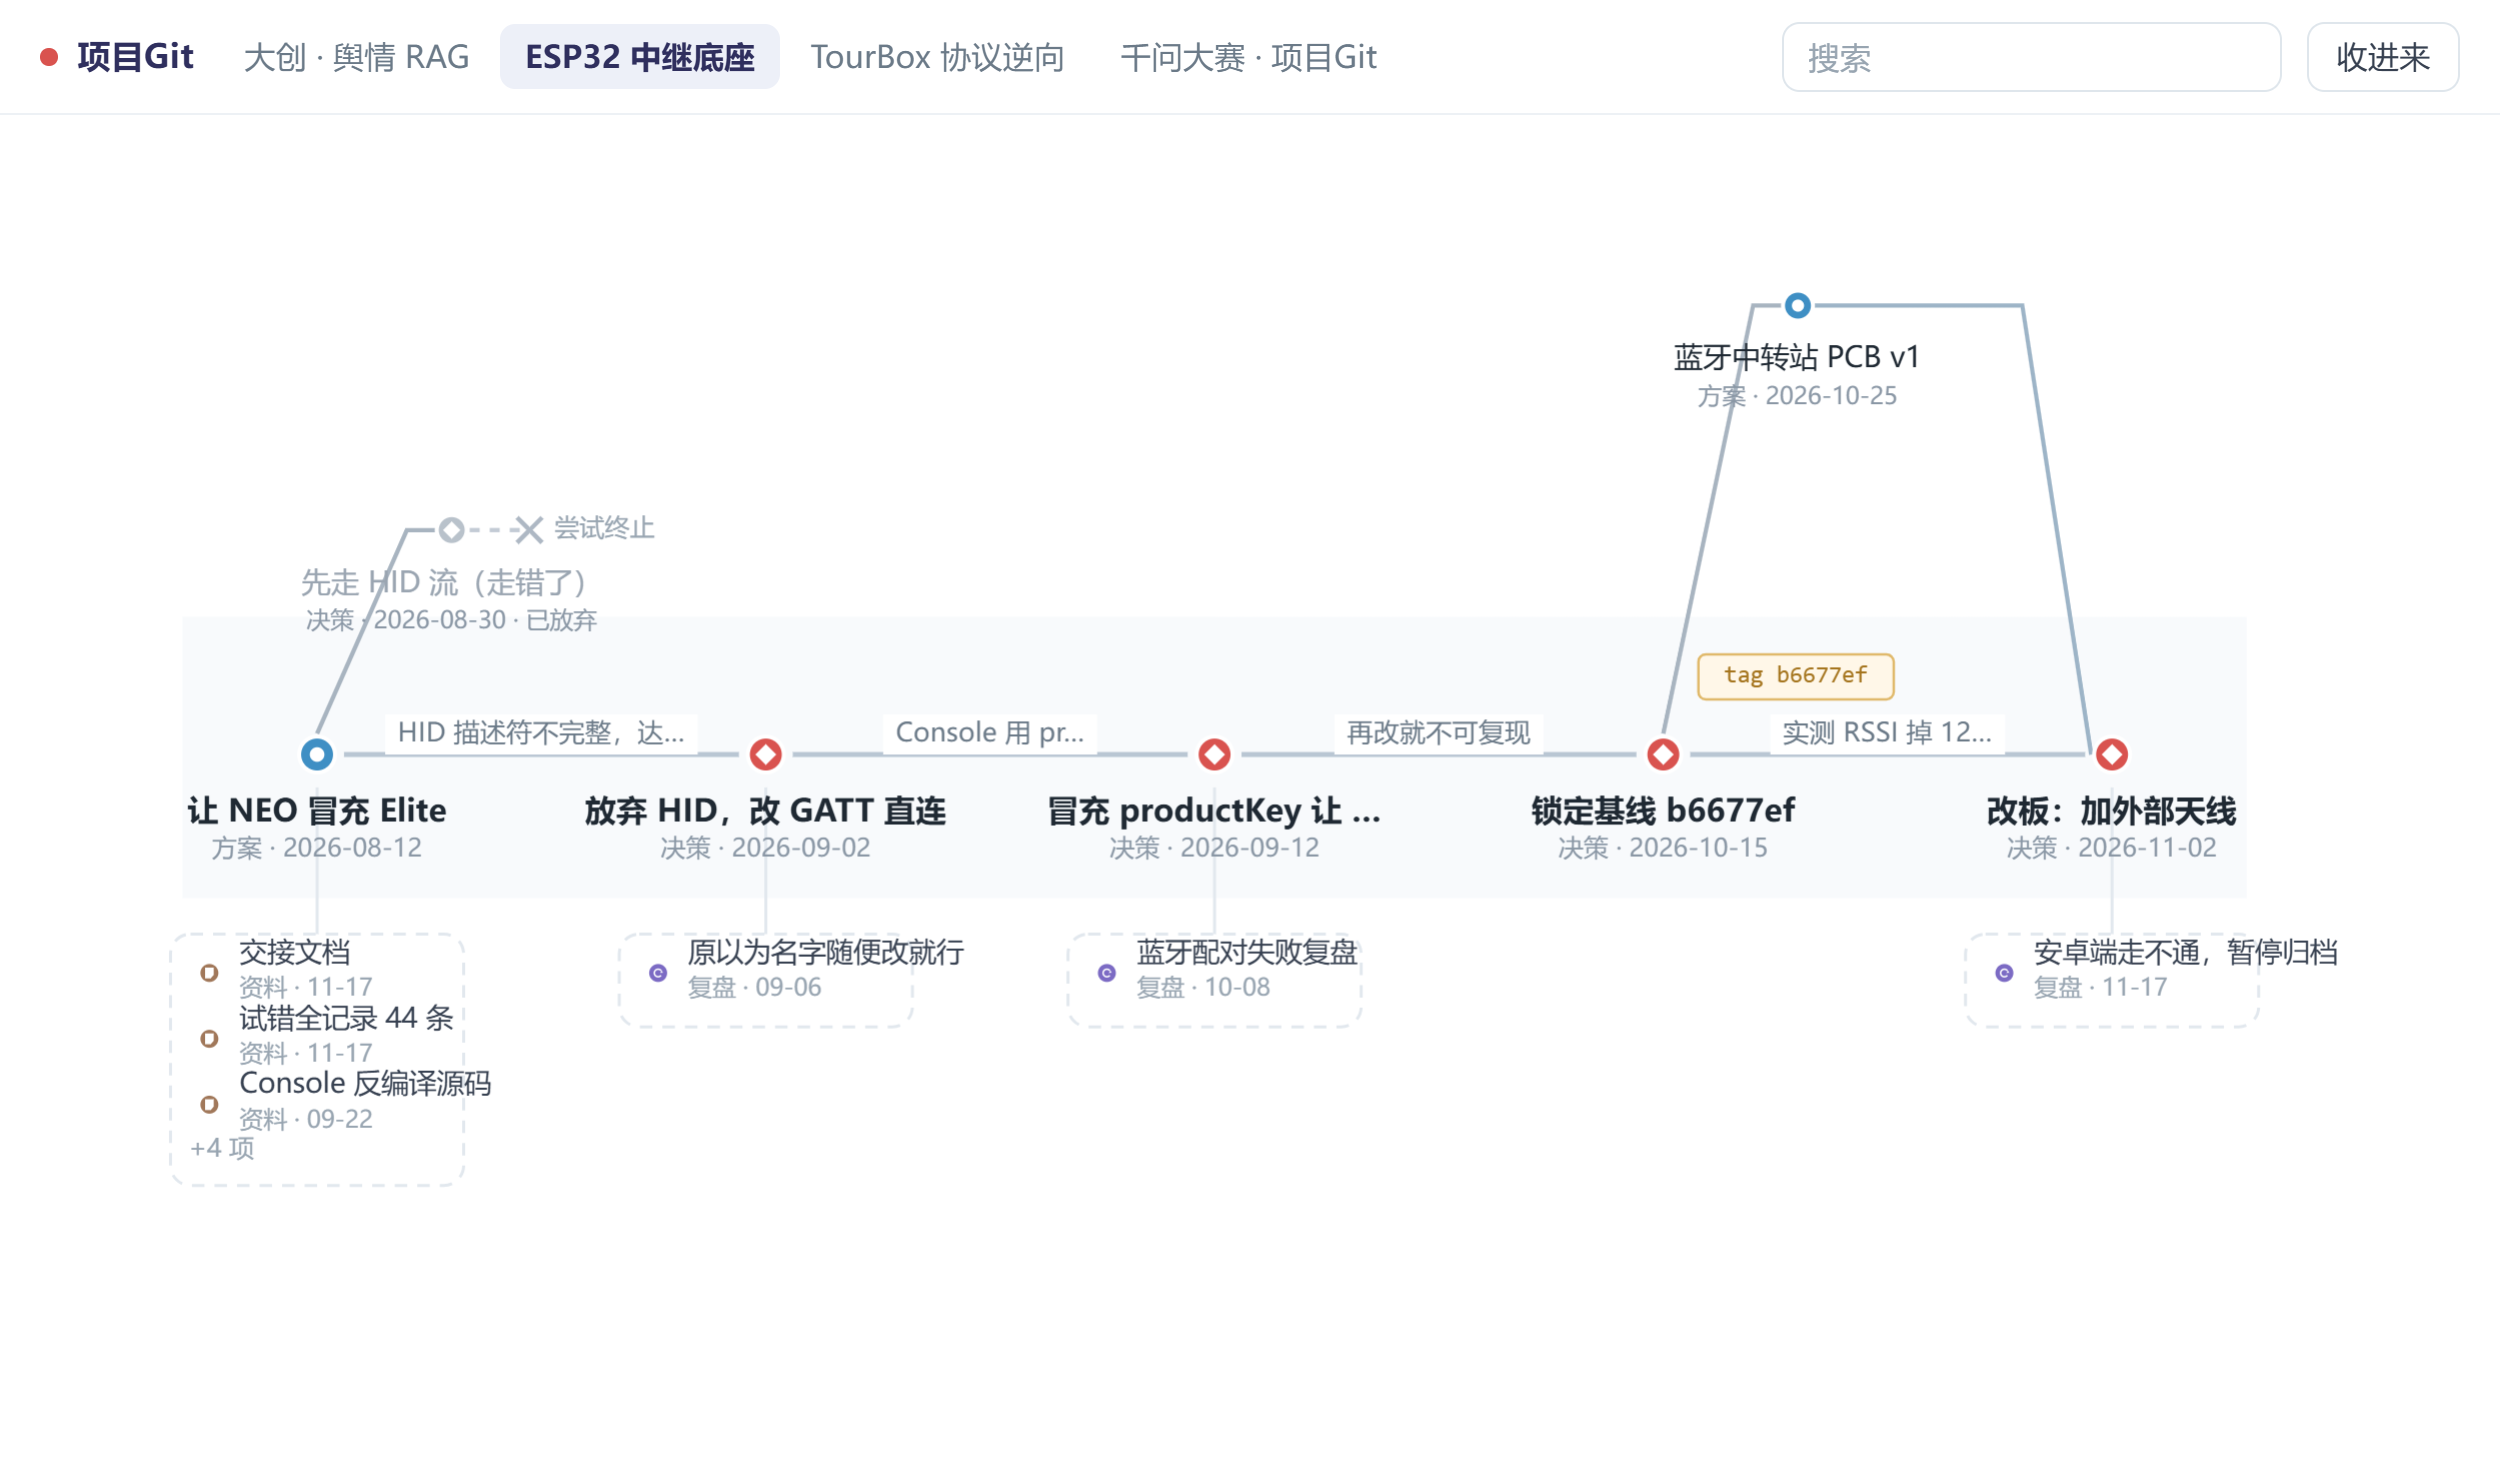 项目Git
大创 · 舆情 RAG
ESP32 中继底座
TourBox 协议逆向
千问大赛 · 项目Git
搜索
收进来
蓝牙中转站 PCB v1
方案 · 2026-10-25
尝试终止
先走 HID 流（走错了）
决策 · 2026-08-30 · 已放弃
tag b6677ef
HID 描述符不完整，达...
Console 用 pr...
再改就不可复现
实测 RSSI 掉 12...
让 NEO 冒充 Elite
方案 · 2026-08-12
放弃 HID，改 GATT 直连
决策 · 2026-09-02
冒充 productKey 让 ...
决策 · 2026-09-12
锁定基线 b6677ef
决策 · 2026-10-15
改板：加外部天线
决策 · 2026-11-02
交接文档
资料 · 11-17
试错全记录 44 条
资料 · 11-17
Console 反编译源码
资料 · 09-22
+4 项
原以为名字随便改就行
复盘 · 09-06
蓝牙配对失败复盘
复盘 · 10-08
安卓端走不通，暂停归档
复盘 · 11-17